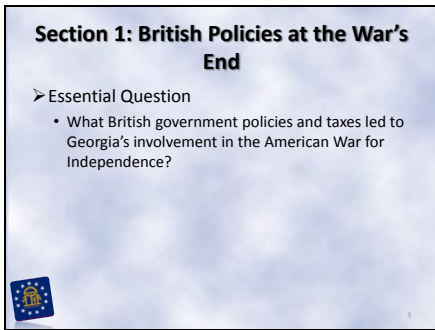 Section 1: British Policies at the War's
End
➢Essential Question
• What British government policies and taxes led to
Georgia's involvement in the American War for
Independence?
3